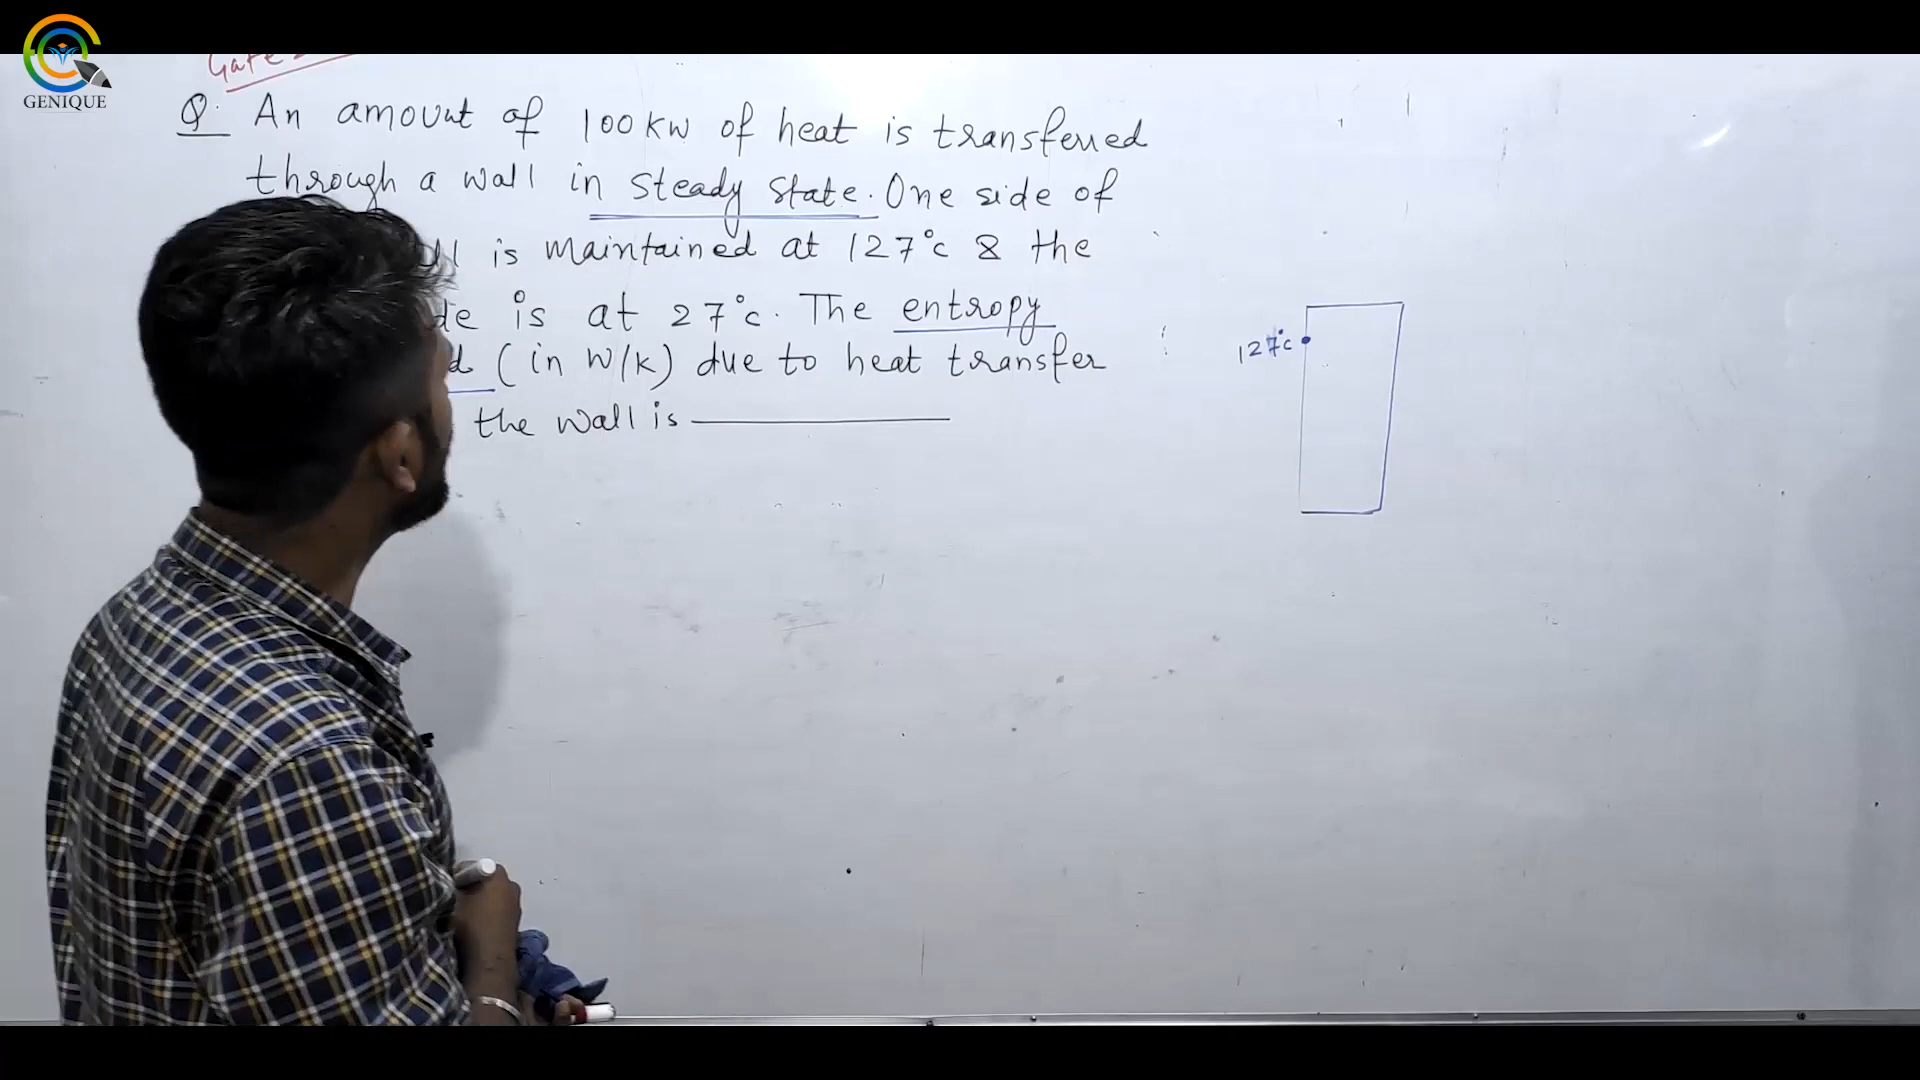 GENIQUE
Gate
Q. An amount of 100 KW of heat is transferred
through a wall in steady state. One side of
is maintained at 127°c & the
is at 27°c. The entropy
(in W/K) due to heat transfer
the wall is
127°c